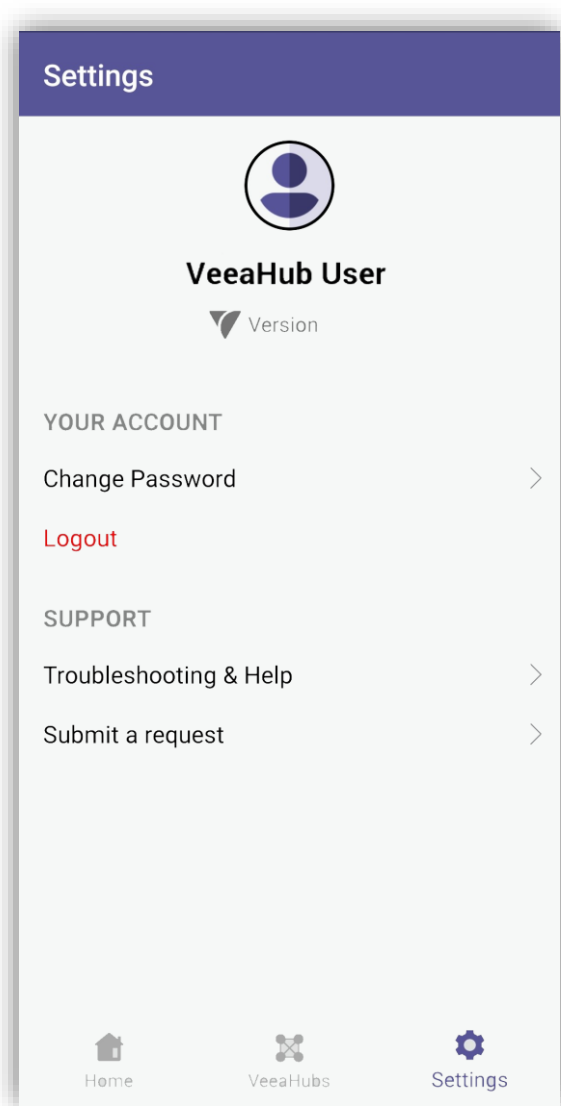 Settings
VeeaHub User
Version
YOUR ACCOUNT
Change Password
Logout
SUPPORT
Troubleshooting & Help
Submit a request
Home VeeaHubs Settings